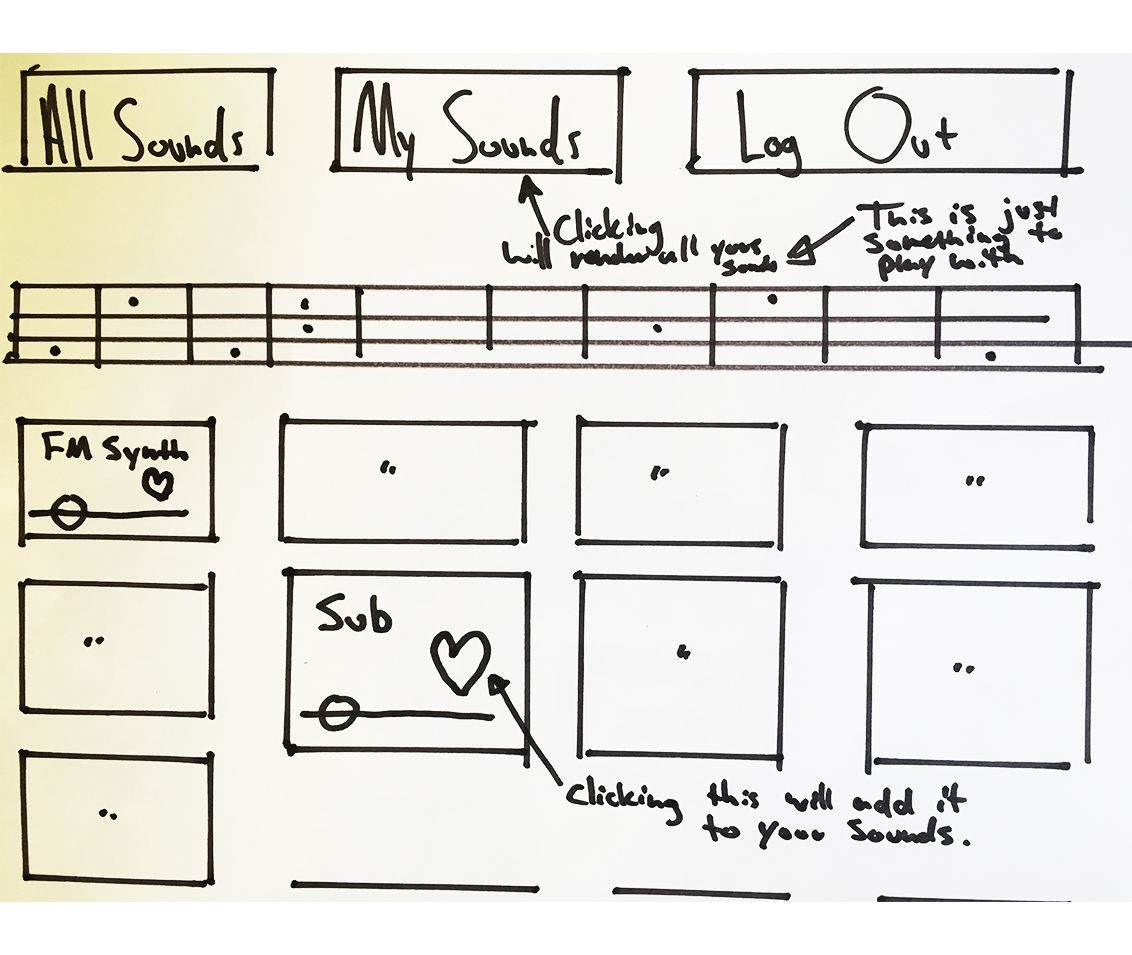 All Sounds
My Sounds
Log Out
Clicking
will render all your
sounds
This is just
something to
play with
FM Synth
"
"
"
"
Sub
"
"
"
Clicking this will add it
to your sounds.